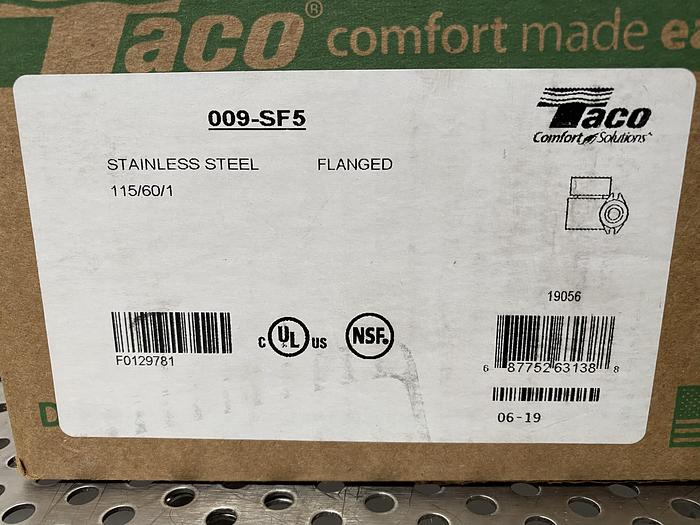 Taco® comfort made ea
009-SF5
Taco
Comfort Solutions
STAINLESS STEEL FLANGED
115/60/1
19056
F0129781
C UL US
NSF®
6 87752 63138 8
06-19
D